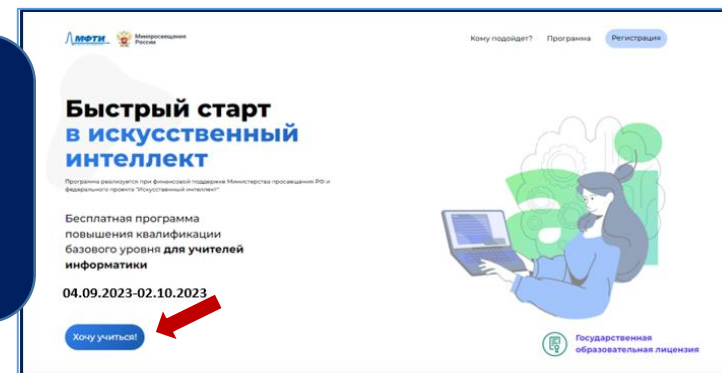 МФТИ
Минпросвещения
России
Кому подойдет? Программа Регистрация
Быстрый старт
в искусственный
интеллект
Программа реализуется при финансовой поддержке Министерства просвещения РФ и
федерального проекта "Искусственный интеллект"
Бесплатная программа
повышения квалификации
базового уровня для учителей
информатики
04.09.2023-02.10.2023
Хочу учиться!
ai
Государственная
образовательная лицензия